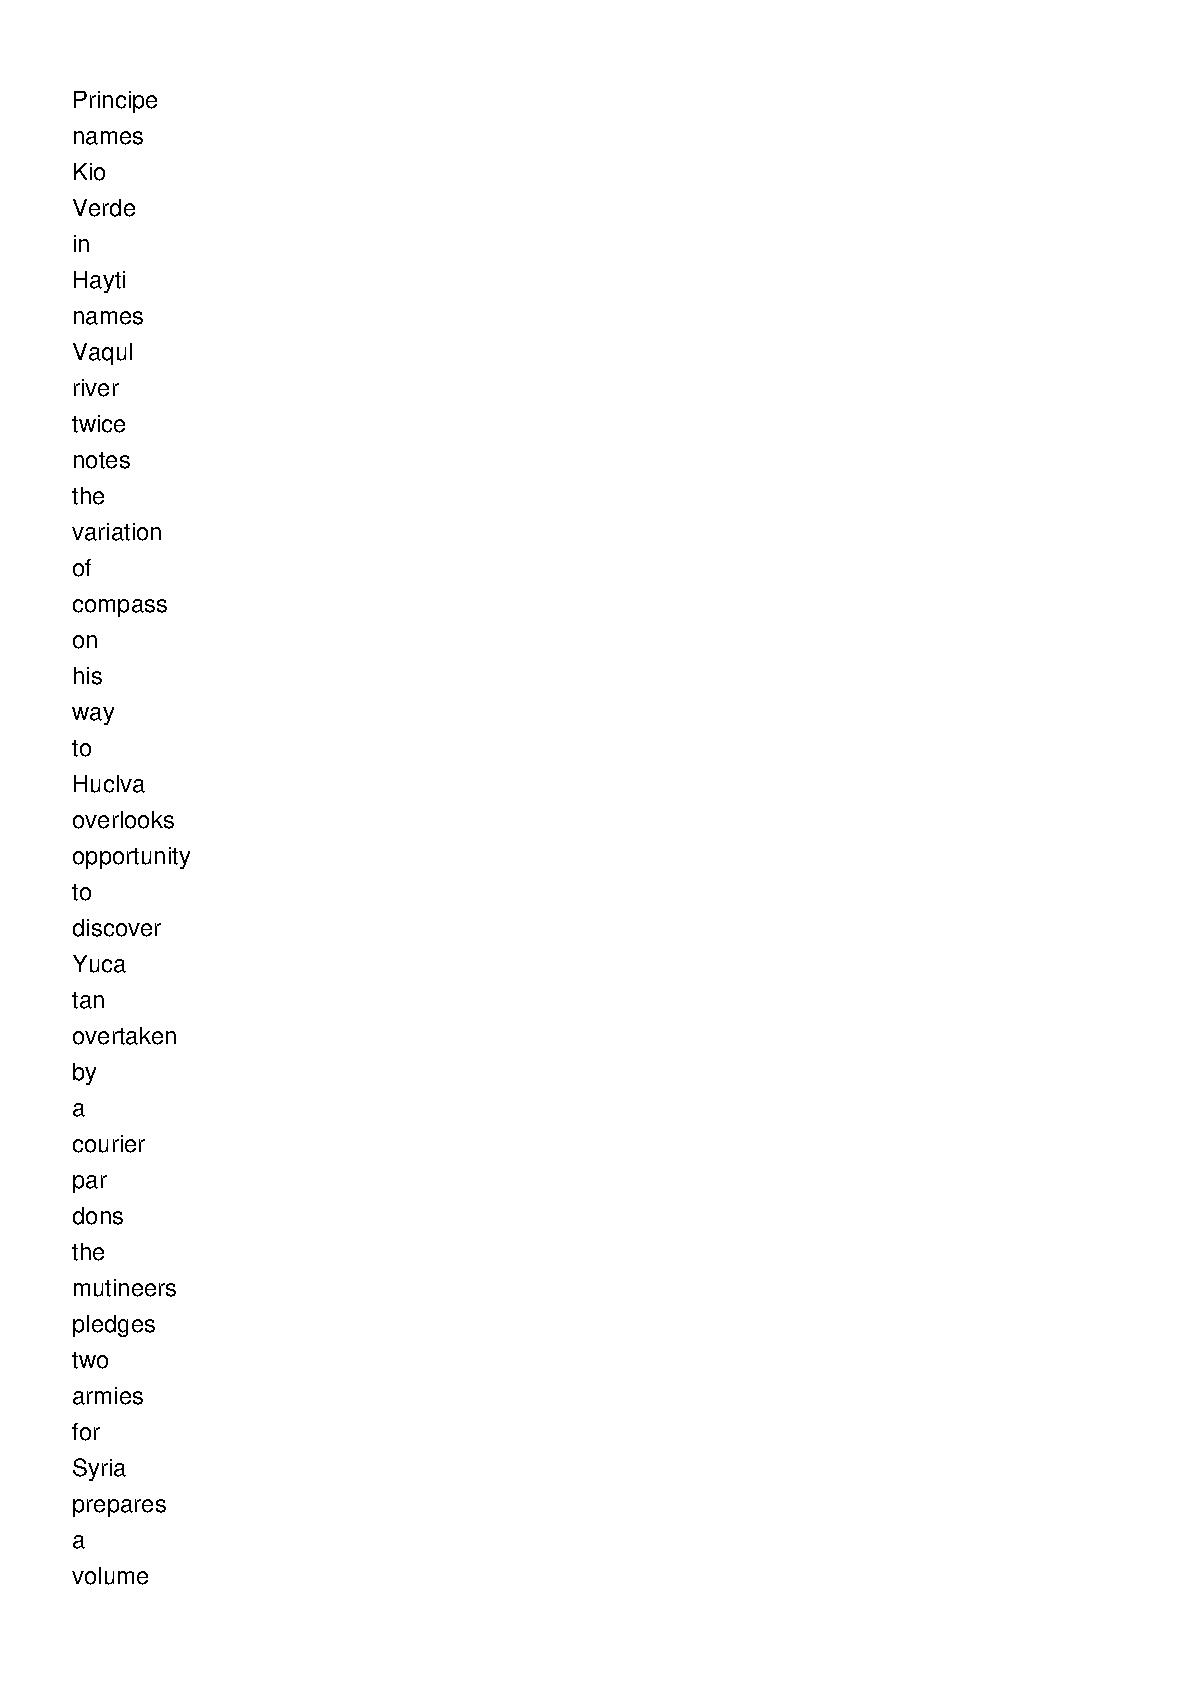 Principe
names
Kio
Verde
in
Hayti
names
Vaqul
river
twice
notes
the
variation
of
compass
on
his
way
to
Huclva
overlooks
opportunity
to
discover
Yuca
tan
overtaken
by
a
courier
par
dons
the
mutineers
pledges
two
armies
for
Syria
prepares
a
volume